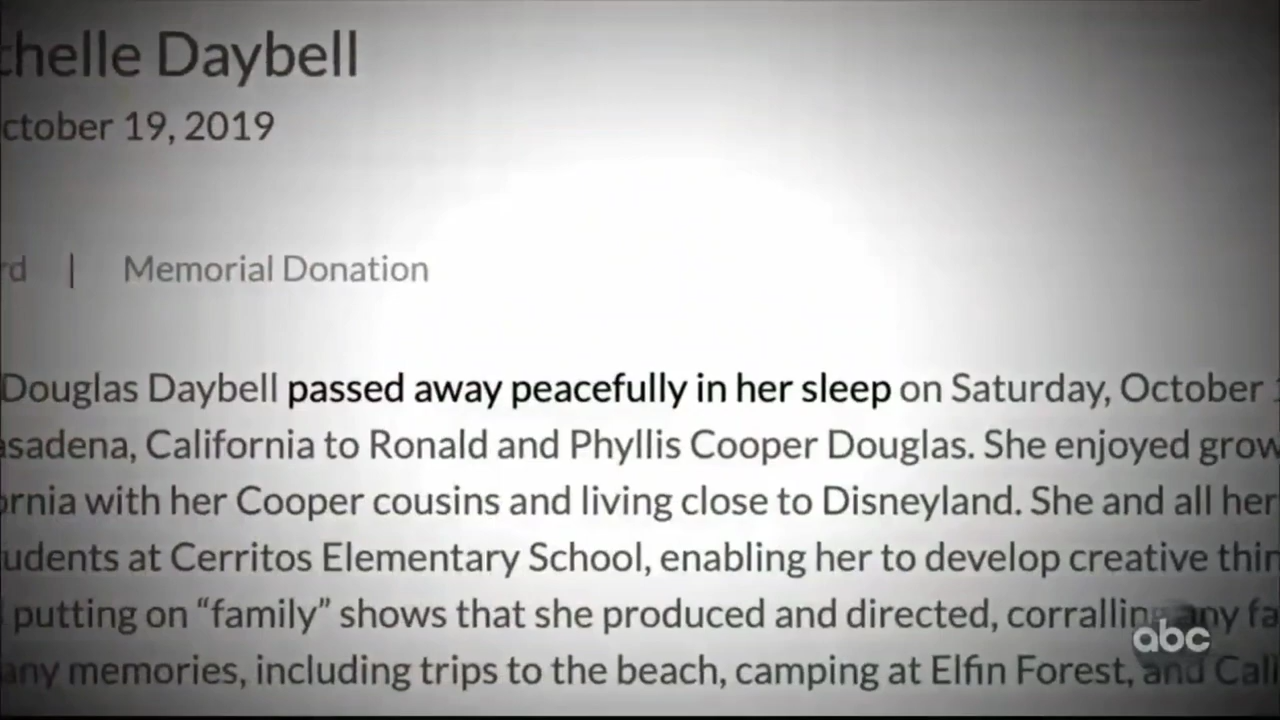 chelle Daybell
ctober 19, 2019
rd | Memorial Donation
Douglas Daybell passed away peacefully in her sleep on Saturday, October
asadena, California to Ronald and Phyllis Cooper Douglas. She enjoyed grow
ornia with her Cooper cousins and living close to Disneyland. She and all her
udents at Cerritos Elementary School, enabling her to develop creative thin
putting on “family” shows that she produced and directed, corralling any fa
any memories, including trips to the beach, camping at Elfin Forest, and Cali
abc